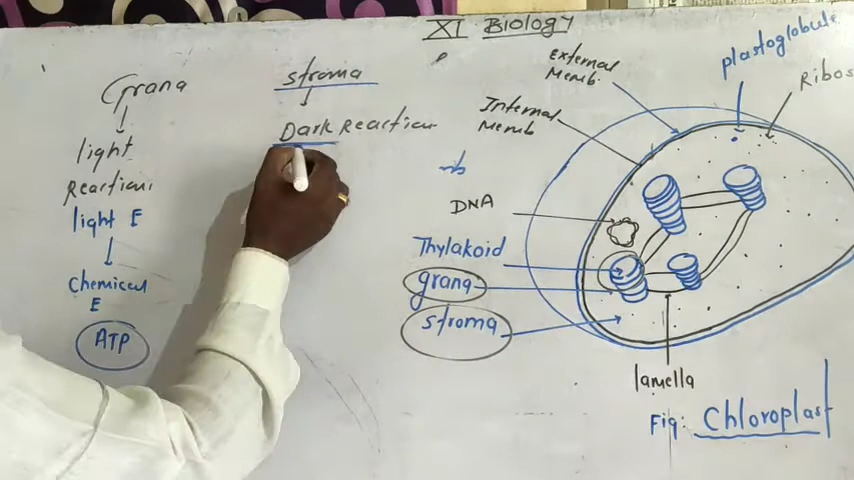 XI Biology
Grana
light
Reaction
light E
Chemical
E
ATP
stroma
Dark Reaction
External
Memb.
Internal
Memb
DNA
Thylakoid
grana
stroma
plastoglobule
Ribos
lamella
Fig: Chloroplast